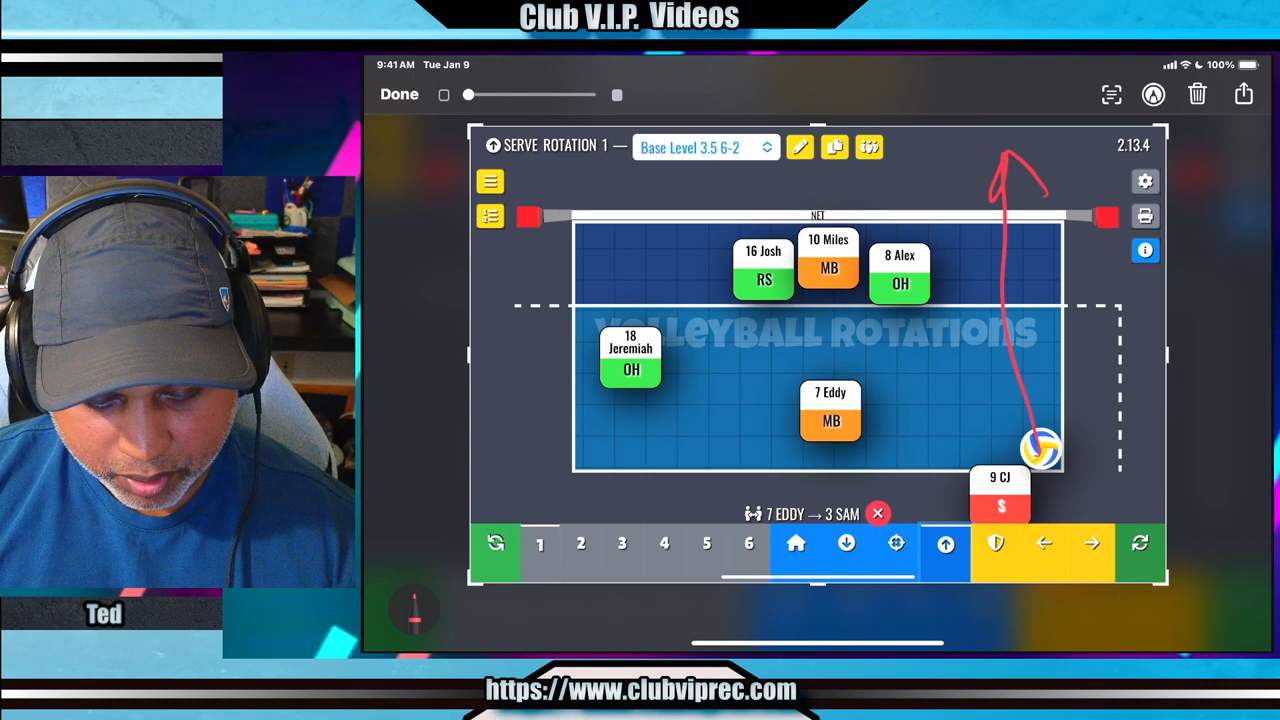 Club V.I.P. Videos
9:41 AM Tue Jan 9
100%
Done
SERVE ROTATION 1 — Base Level 3.5 6-2
2.13.4
NET
16 Josh
RS
10 Miles
MB
8 Alex
OH
VOLLEYBALL ROTATIONS
18
Jeremiah
OH
7 Eddy
MB
9 CJ
S
7 EDDY → 3 SAM
1 2 3 4 5 6
Ted
https://www.clubviprec.com